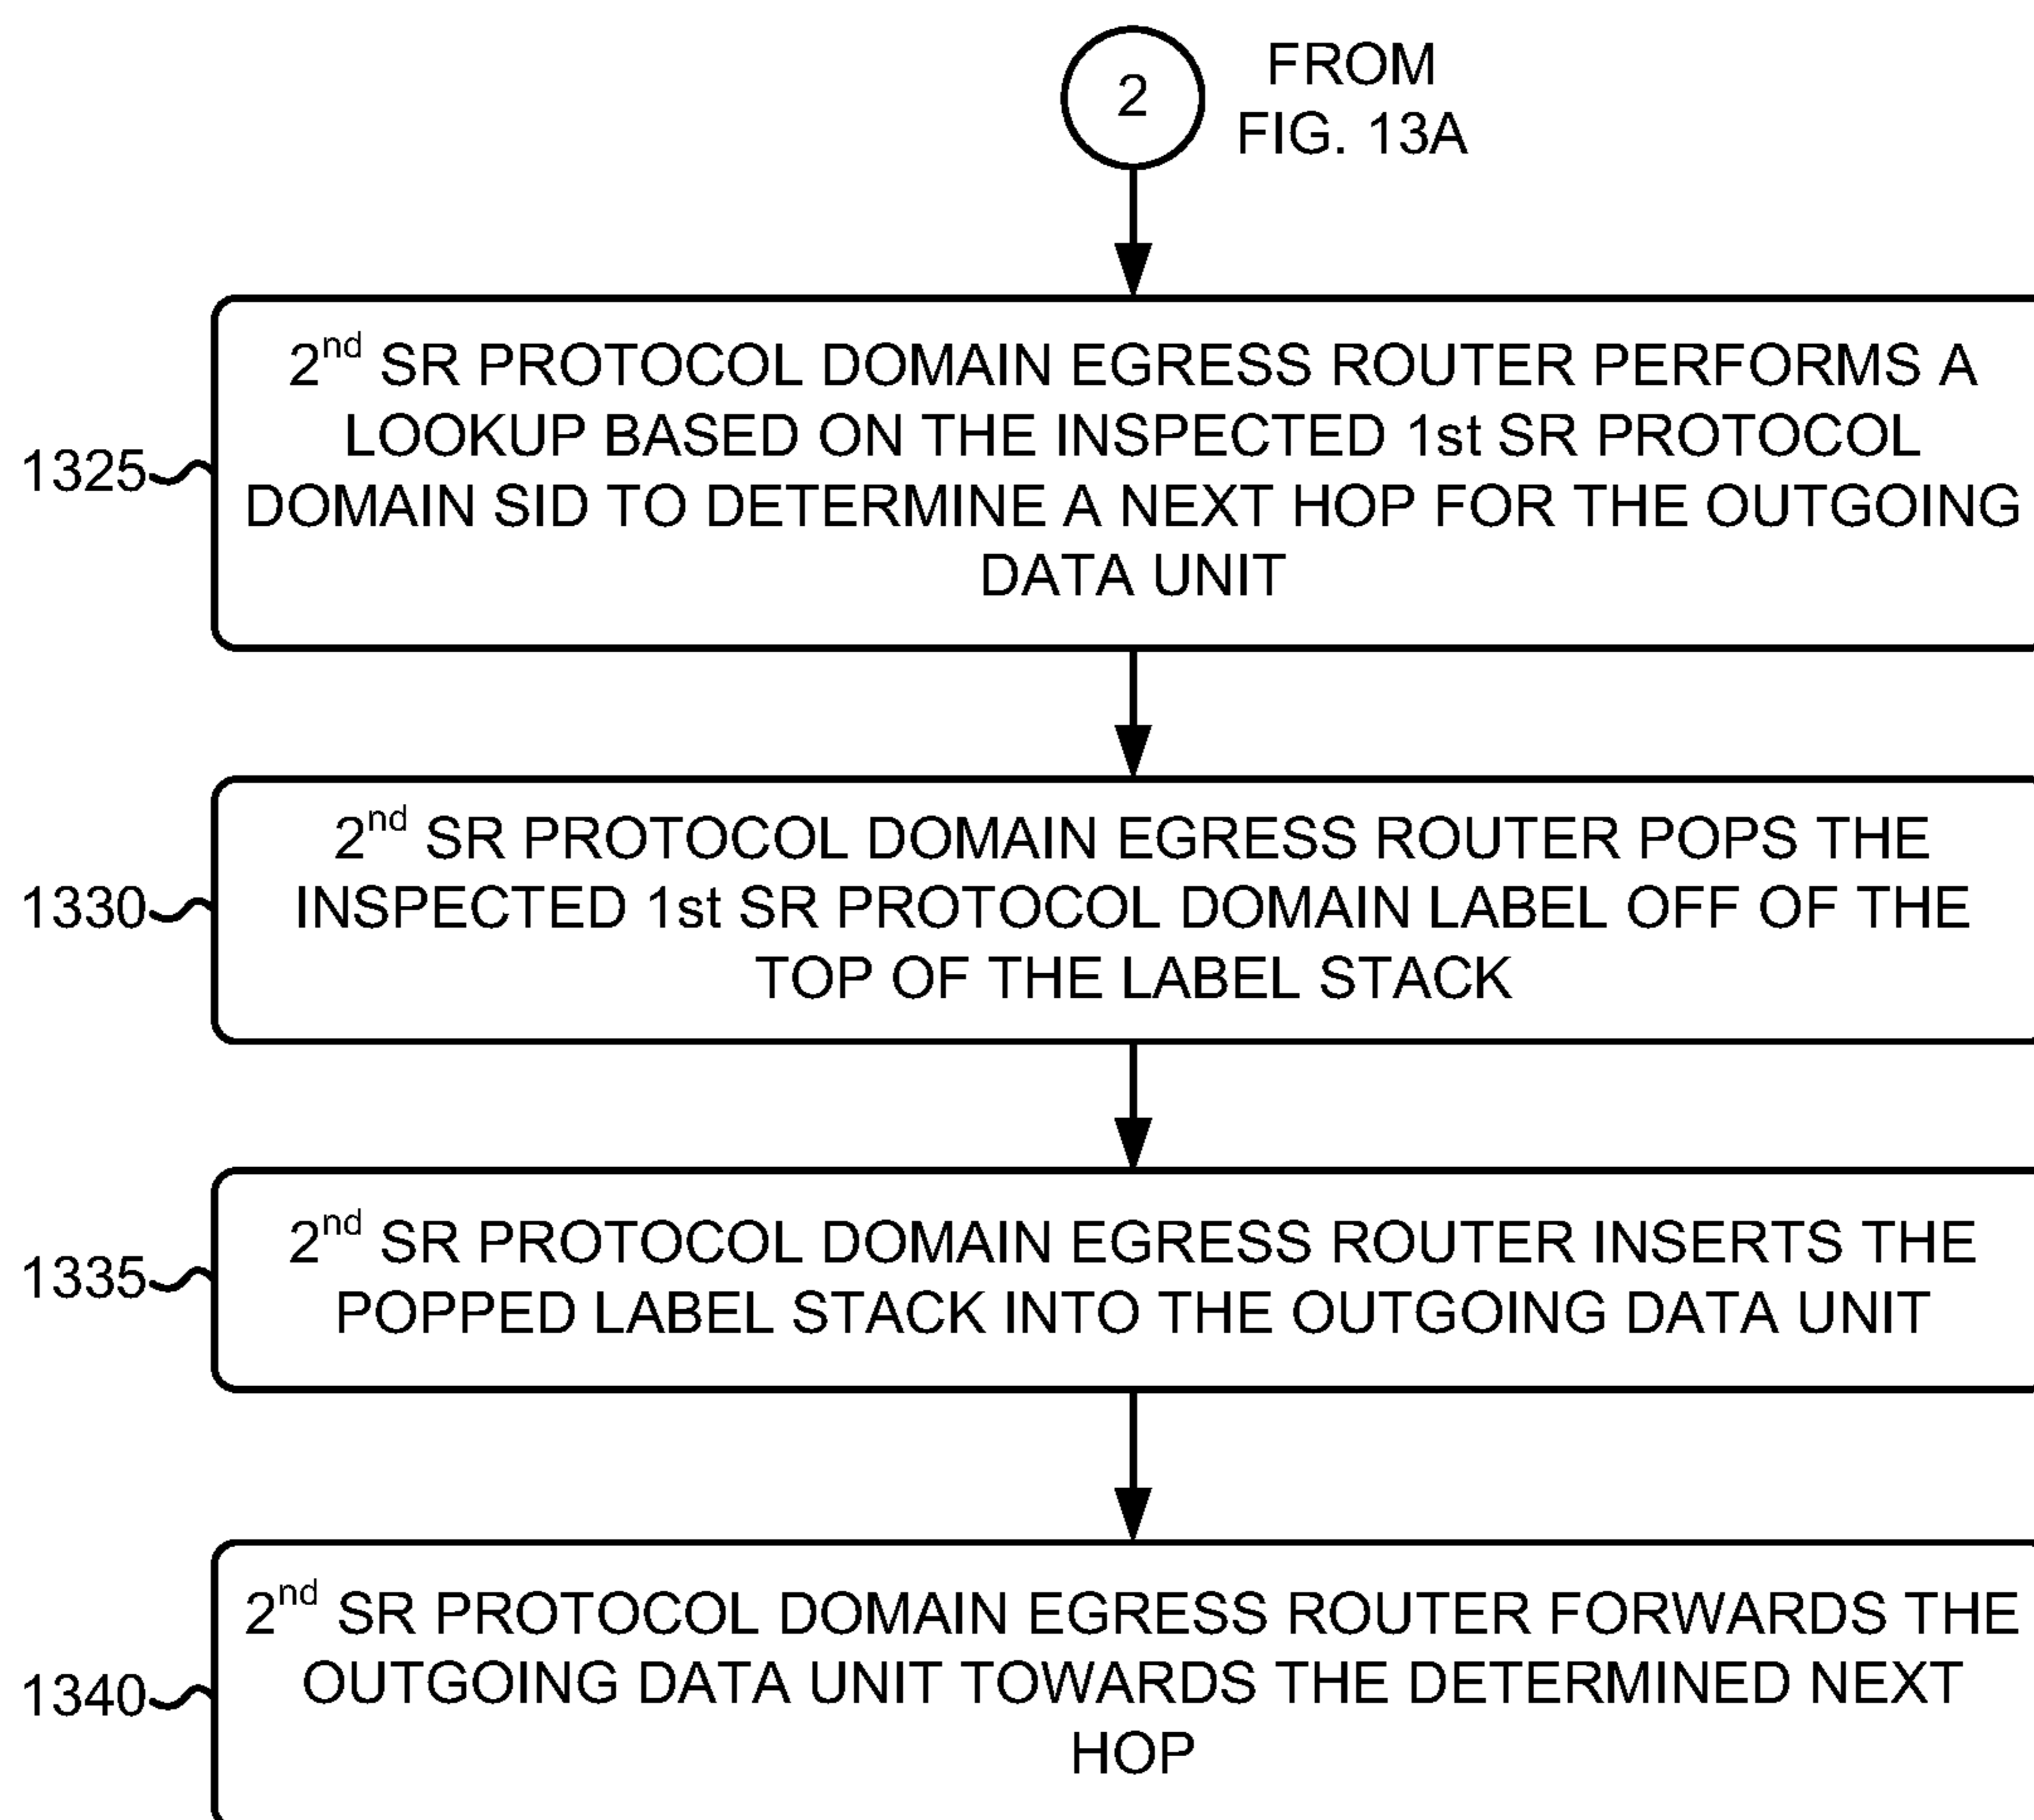 2
FROM
FIG. 13A
2nd SR PROTOCOL DOMAIN EGRESS ROUTER PERFORMS A
LOOKUP BASED ON THE INSPECTED 1st SR PROTOCOL
DOMAIN SID TO DETERMINE A NEXT HOP FOR THE OUTGOING
DATA UNIT
1325
2nd SR PROTOCOL DOMAIN EGRESS ROUTER POPS THE
INSPECTED 1st SR PROTOCOL DOMAIN LABEL OFF OF THE
TOP OF THE LABEL STACK
1330
2nd SR PROTOCOL DOMAIN EGRESS ROUTER INSERTS THE
POPPED LABEL STACK INTO THE OUTGOING DATA UNIT
1335
2nd SR PROTOCOL DOMAIN EGRESS ROUTER FORWARDS THE
OUTGOING DATA UNIT TOWARDS THE DETERMINED NEXT
HOP
1340